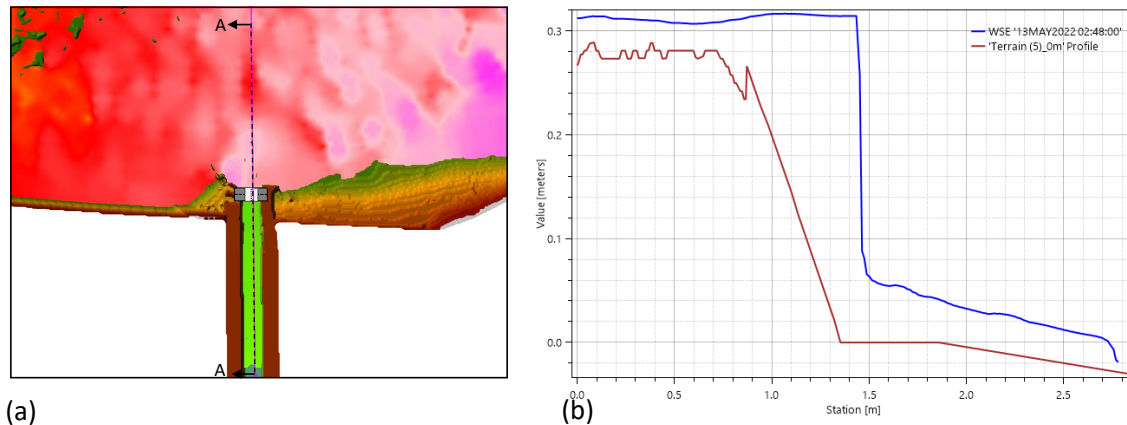 A
A
(a)
WSE '13MAY2022 02:48:00'
'Terrain (5)_0m' Profile
Value [meters]
0.3
0.2
0.1
0.0
0.0
0.5
1.0
1.5
2.0
2.5
Station [m]
(b)